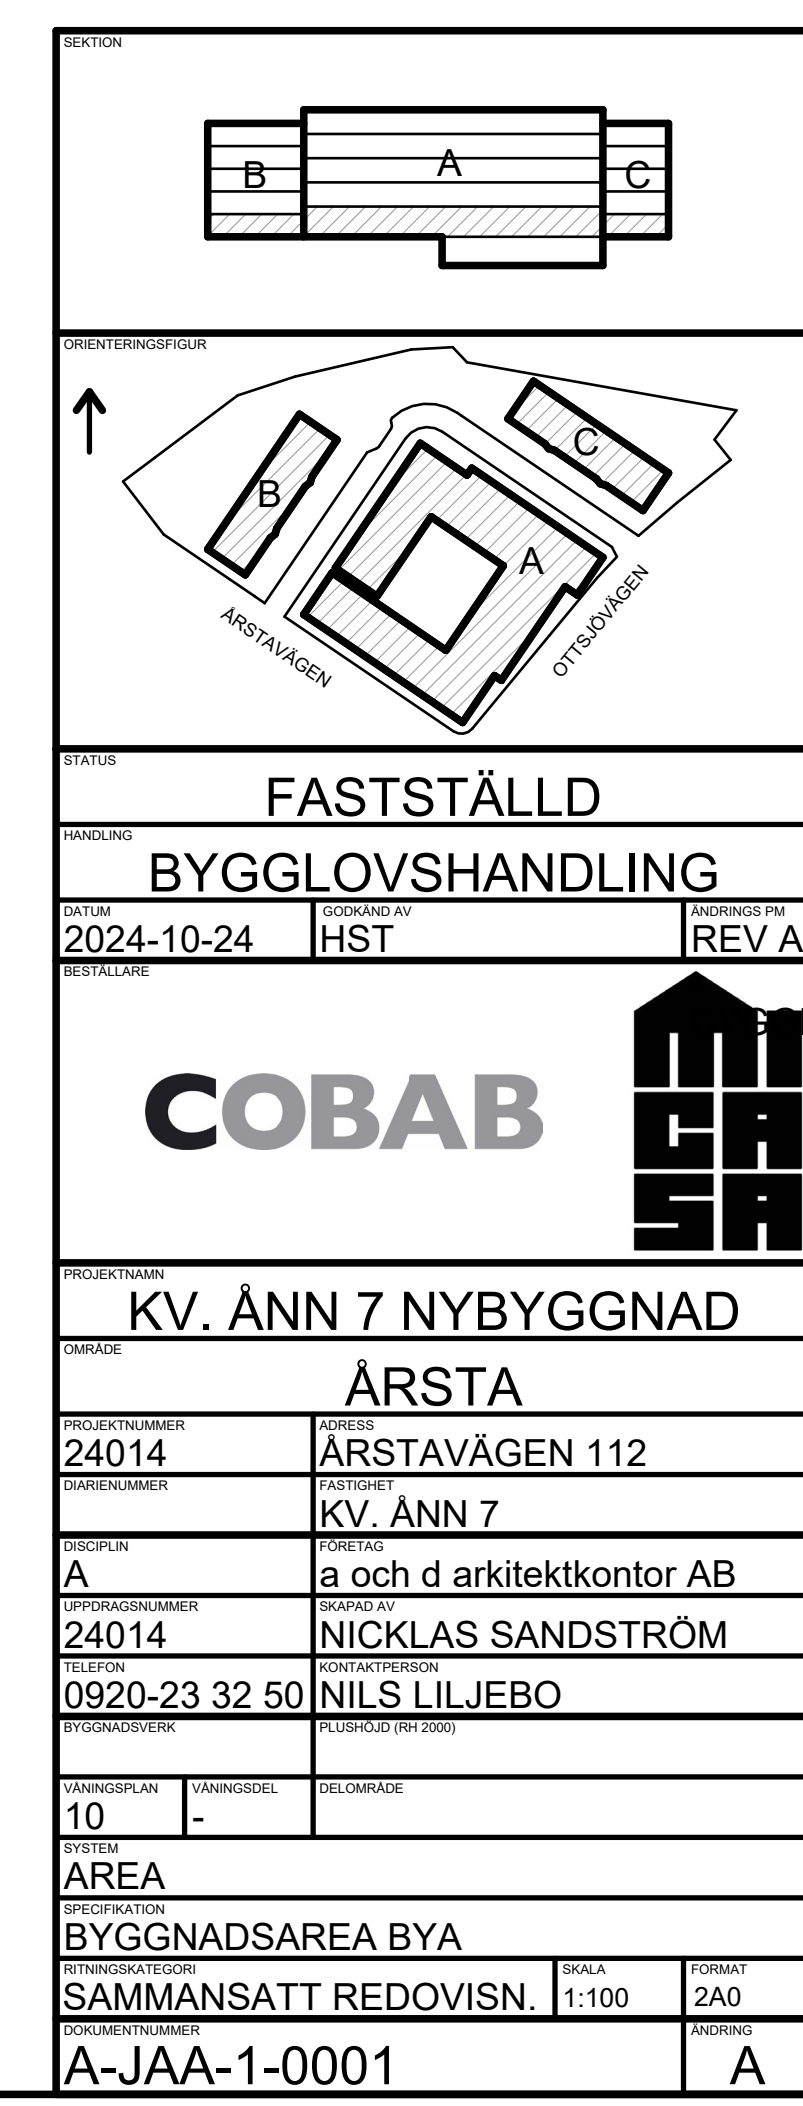 SEKTION
B A C
ORIENTERINGSFIGUR
C
B
A
ÅRSTAVÄGEN
OTTSJÖVÄGEN
STATUS
FASTSTÄLLD
HANDLING
BYGGLOVSHANDLING
DATUM GODKÄND AV ÄNDRINGS PM
2024-10-24 HST REV A
BESTÄLLARE
COBAB
MI
CA
SA
PROJEKTNAMN
KV. ÅNN 7 NYBYGGNAD
OMRÅDE
ÅRSTA
PROJEKTNUMMER ADRESS
24014 ÅRSTAVÄGEN 112
DIARIENUMMER FASTIGHET
KV. ÅNN 7
DISCIPLIN FÖRETAG
A a och d arkitektkontor AB
UPPDRAGSNUMMER SKAPAD AV
24014 NICKLAS SANDSTRÖM
TELEFON KONTAKTPERSON
0920-23 32 50 NILS LILJEBO
BYGGNADSVERK PLUSHÖJD (RH 2000)
VÅNINGSPLAN VÅNINGSDEL DELOMRÅDE
10 -
SYSTEM
AREA
SPECIFIKATION
BYGGNADSAREA BYA
RITNINGSKATEGORI SKALA FORMAT
SAMMANSATT REDOVISN. 1:100 2A0
DOKUMENTNUMMER ÄNDRING
A-JAA-1-0001 A